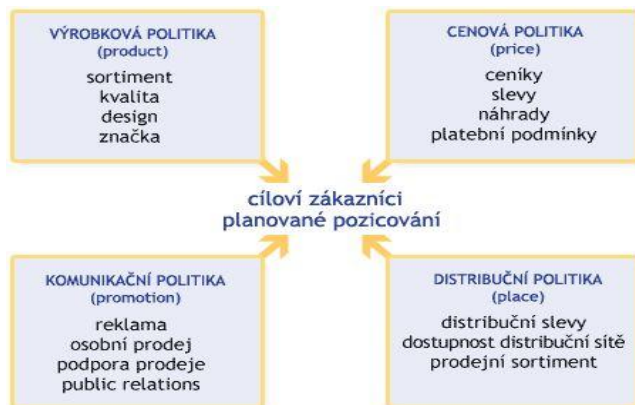 VÝROBKOVÁ POLITIKA
(product)
sortiment
kvalita
design
značka
CENOVÁ POLITIKA
(price)
ceníky
slevy
náhrady
platební podmínky
cíloví zákazníci
planované pozicování
KOMUNIKAČNÍ POLITIKA
(promotion)
reklama
osobní prodej
podpora prodeje
public relations
DISTRIBUČNÍ POLITIKA
(place)
distribuční slevy
dostupnost distribuční sítě
prodejní sortiment